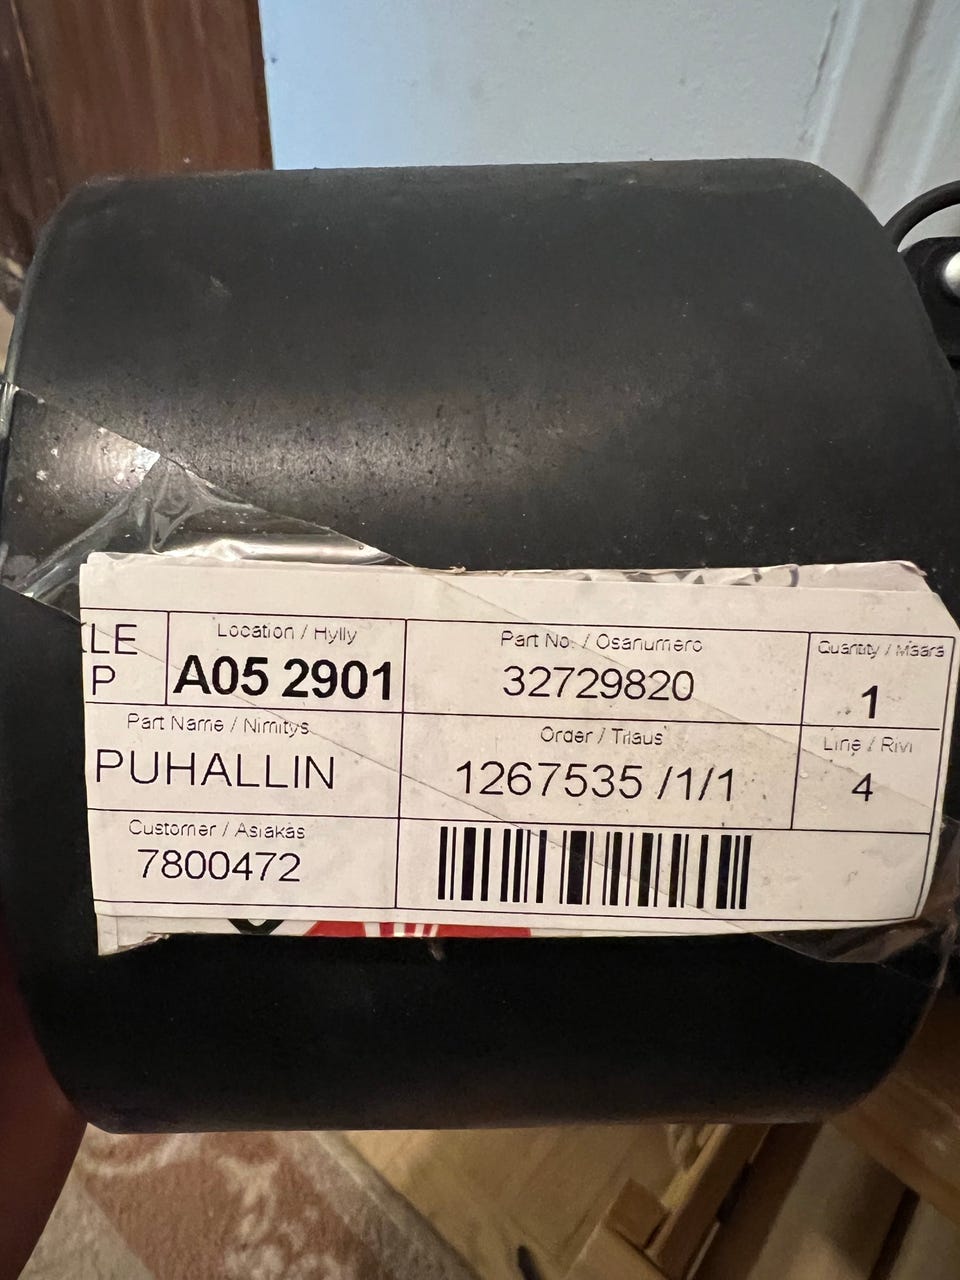 LE
P
Location / Hylly
A05 2901
Part No. / Osanumero
32729820
Quantity / Määrä
1
Part Name / Nimitys
PUHALLIN
Order / Tilaus
1267535 /1/1
Line / Rivi
4
Customer / Asiakas
7800472